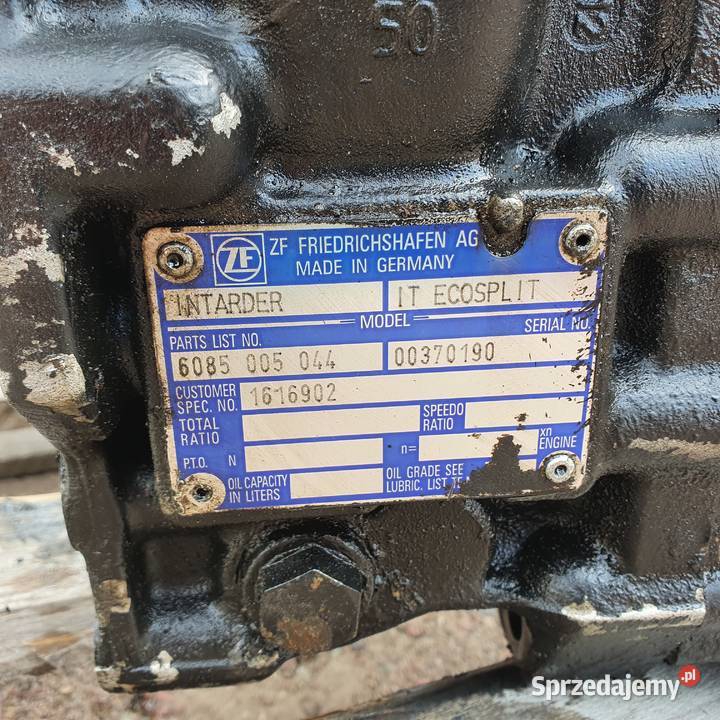 50
12
ZF
ZF FRIEDRICHSHAFEN AG
MADE IN GERMANY
INTARDER IT ECOSPLIT
MODEL
PARTS LIST NO. SERIAL NO.
6085 005 044 00370190
CUSTOMER SPEC. NO. 1616902
TOTAL RATIO SPEEDO RATIO
P.T.O. N n= xn ENGINE
OIL CAPACITY IN LITERS OIL GRADE SEE
LUBRIC. LIST
Sprzedajemy.pl